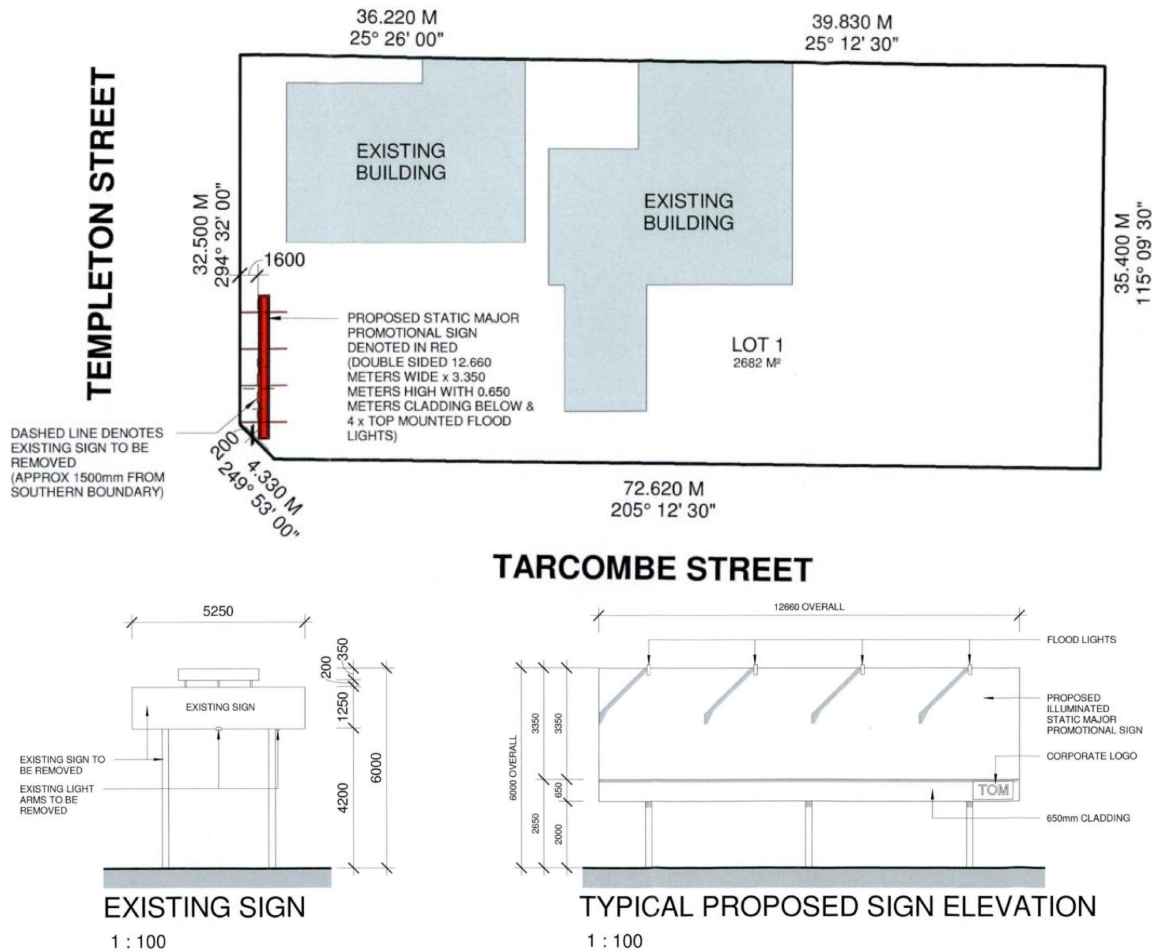 36.220 M
25° 26' 00"
39.830 M
25° 12' 30"
TEMPLETON STREET
32.500 M
294° 32' 00"
1600
EXISTING
BUILDING
EXISTING
BUILDING
35.400 M
115° 09' 30"
PROPOSED STATIC MAJOR
PROMOTIONAL SIGN
DENOTED IN RED
(DOUBLE SIDED 12.660
METERS WIDE x 3.350
METERS HIGH WITH 0.650
METERS CLADDING BELOW &
4 x TOP MOUNTED FLOOD
LIGHTS)
LOT 1
2682 M²
DASHED LINE DENOTES
EXISTING SIGN TO BE
REMOVED
(APPROX 1500mm FROM
SOUTHERN BOUNDARY)
200
4.330 M
249° 53' 00"
72.620 M
205° 12' 30"
TARCOMBE STREET
5250
200
350
1250
4200
6000
EXISTING SIGN
EXISTING SIGN TO
BE REMOVED
EXISTING LIGHT
ARMS TO BE
REMOVED
EXISTING SIGN
1 : 100
12660 OVERALL
FLOOD LIGHTS
6000 OVERALL
3350
3350
2650
650
2000
PROPOSED
ILLUMINATED
STATIC MAJOR
PROMOTIONAL SIGN
CORPORATE LOGO
TOM
650mm CLADDING
TYPICAL PROPOSED SIGN ELEVATION
1 : 100